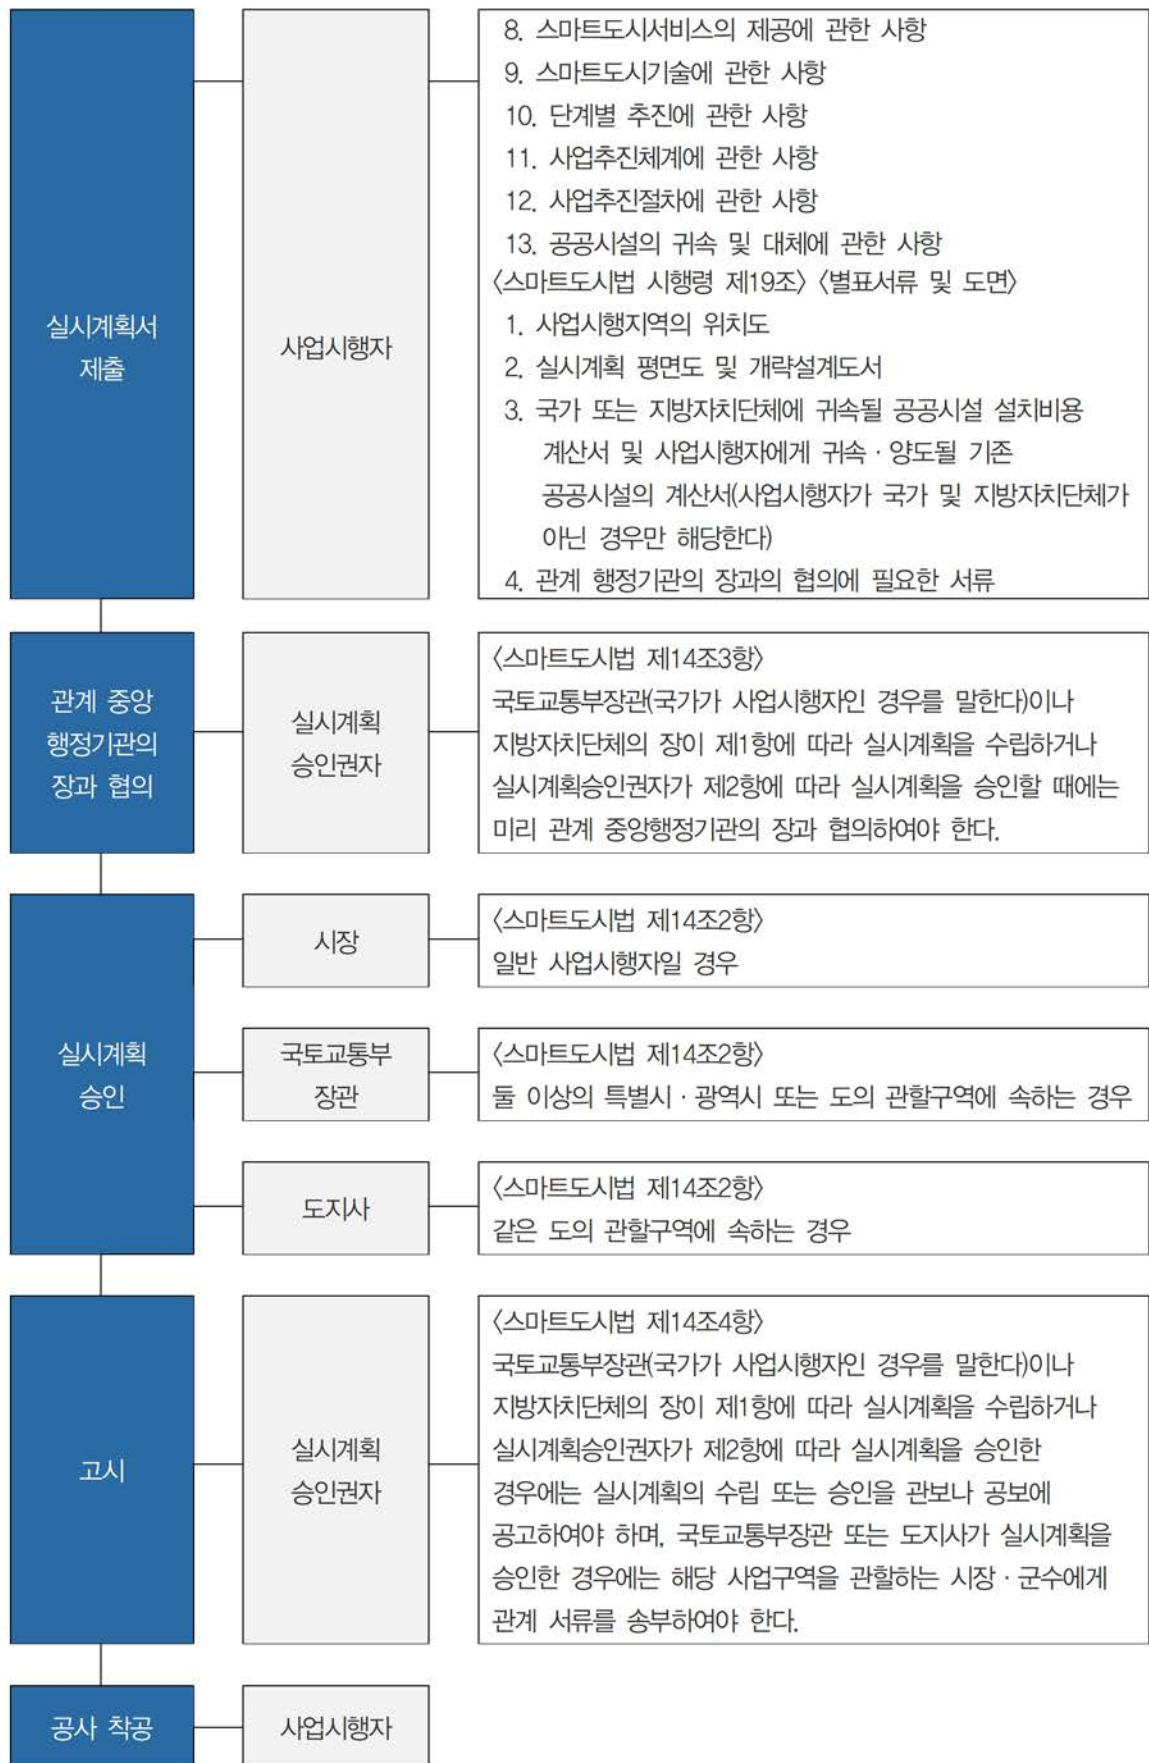 실시계획서
제출
사업시행자
8. 스마트도시서비스의 제공에 관한 사항
9. 스마트도시기술에 관한 사항
10. 단계별 추진에 관한 사항
11. 사업추진체계에 관한 사항
12. 사업추진절차에 관한 사항
13. 공공시설의 귀속 및 대체에 관한 사항
〈스마트도시법 시행령 제19조〉 〈별표서류 및 도면〉
1. 사업시행지역의 위치도
2. 실시계획 평면도 및 개략설계도서
3. 국가 또는 지방자치단체에 귀속될 공공시설 설치비용
계산서 및 사업시행자에게 귀속 · 양도될 기존
공공시설의 계산서(사업시행자가 국가 및 지방자치단체가
아닌 경우만 해당한다)
4. 관계 행정기관의 장과의 협의에 필요한 서류
관계 중앙
행정기관의
장과 협의
실시계획
승인권자
〈스마트도시법 제14조3항〉
국토교통부장관(국가가 사업시행자인 경우를 말한다)이나
지방자치단체의 장이 제1항에 따라 실시계획을 수립하거나
실시계획승인권자가 제2항에 따라 실시계획을 승인할 때에는
미리 관계 중앙행정기관의 장과 협의하여야 한다.
실시계획
승인
시장
〈스마트도시법 제14조2항〉
일반 사업시행자일 경우
국토교통부
장관
〈스마트도시법 제14조2항〉
둘 이상의 특별시 · 광역시 또는 도의 관할구역에 속하는 경우
도지사
〈스마트도시법 제14조2항〉
같은 도의 관할구역에 속하는 경우
고시
실시계획
승인권자
〈스마트도시법 제14조4항〉
국토교통부장관(국가가 사업시행자인 경우를 말한다)이나
지방자치단체의 장이 제1항에 따라 실시계획을 수립하거나
실시계획승인권자가 제2항에 따라 실시계획을 승인한
경우에는 실시계획의 수립 또는 승인을 관보나 공보에
공고하여야 하며, 국토교통부장관 또는 도지사가 실시계획을
승인한 경우에는 해당 사업구역을 관할하는 시장 · 군수에게
관계 서류를 송부하여야 한다.
공사 착공
사업시행자